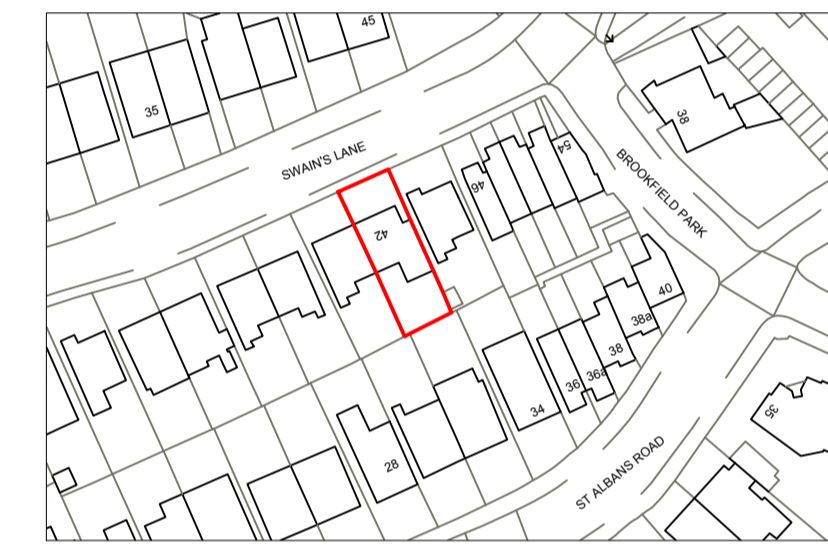 45
35
38
SWAIN'S LANE
54
BROOKFIELD PARK
46
42
40
38a
38
36a
36
35
34
28
ST ALBANS ROAD